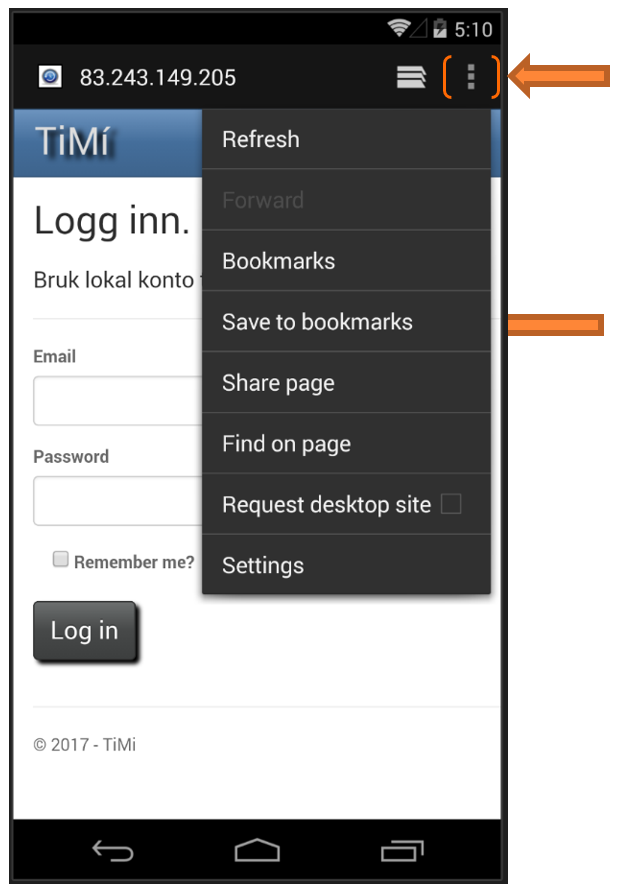 5:10
83.243.149.205
TiMí
Refresh
Logg inn.
Forward
Bruk lokal konto
Bookmarks
Save to bookmarks
Email
Share page
Find on page
Password
Request desktop site
Remember me?
Settings
Log in
© 2017 - TiMi